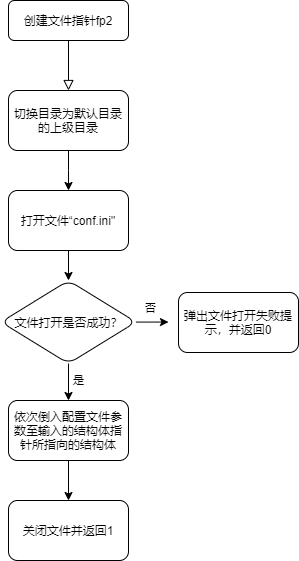 创建文件指针fp2
切换目录为默认目录
的上级目录
打开文件“conf.ini”
文件打开是否成功?
否
弹出文件打开失败提
示，并返回0
是
依次倒入配置文件参
数至输入的结构体指
针所指向的结构体
关闭文件并返回1